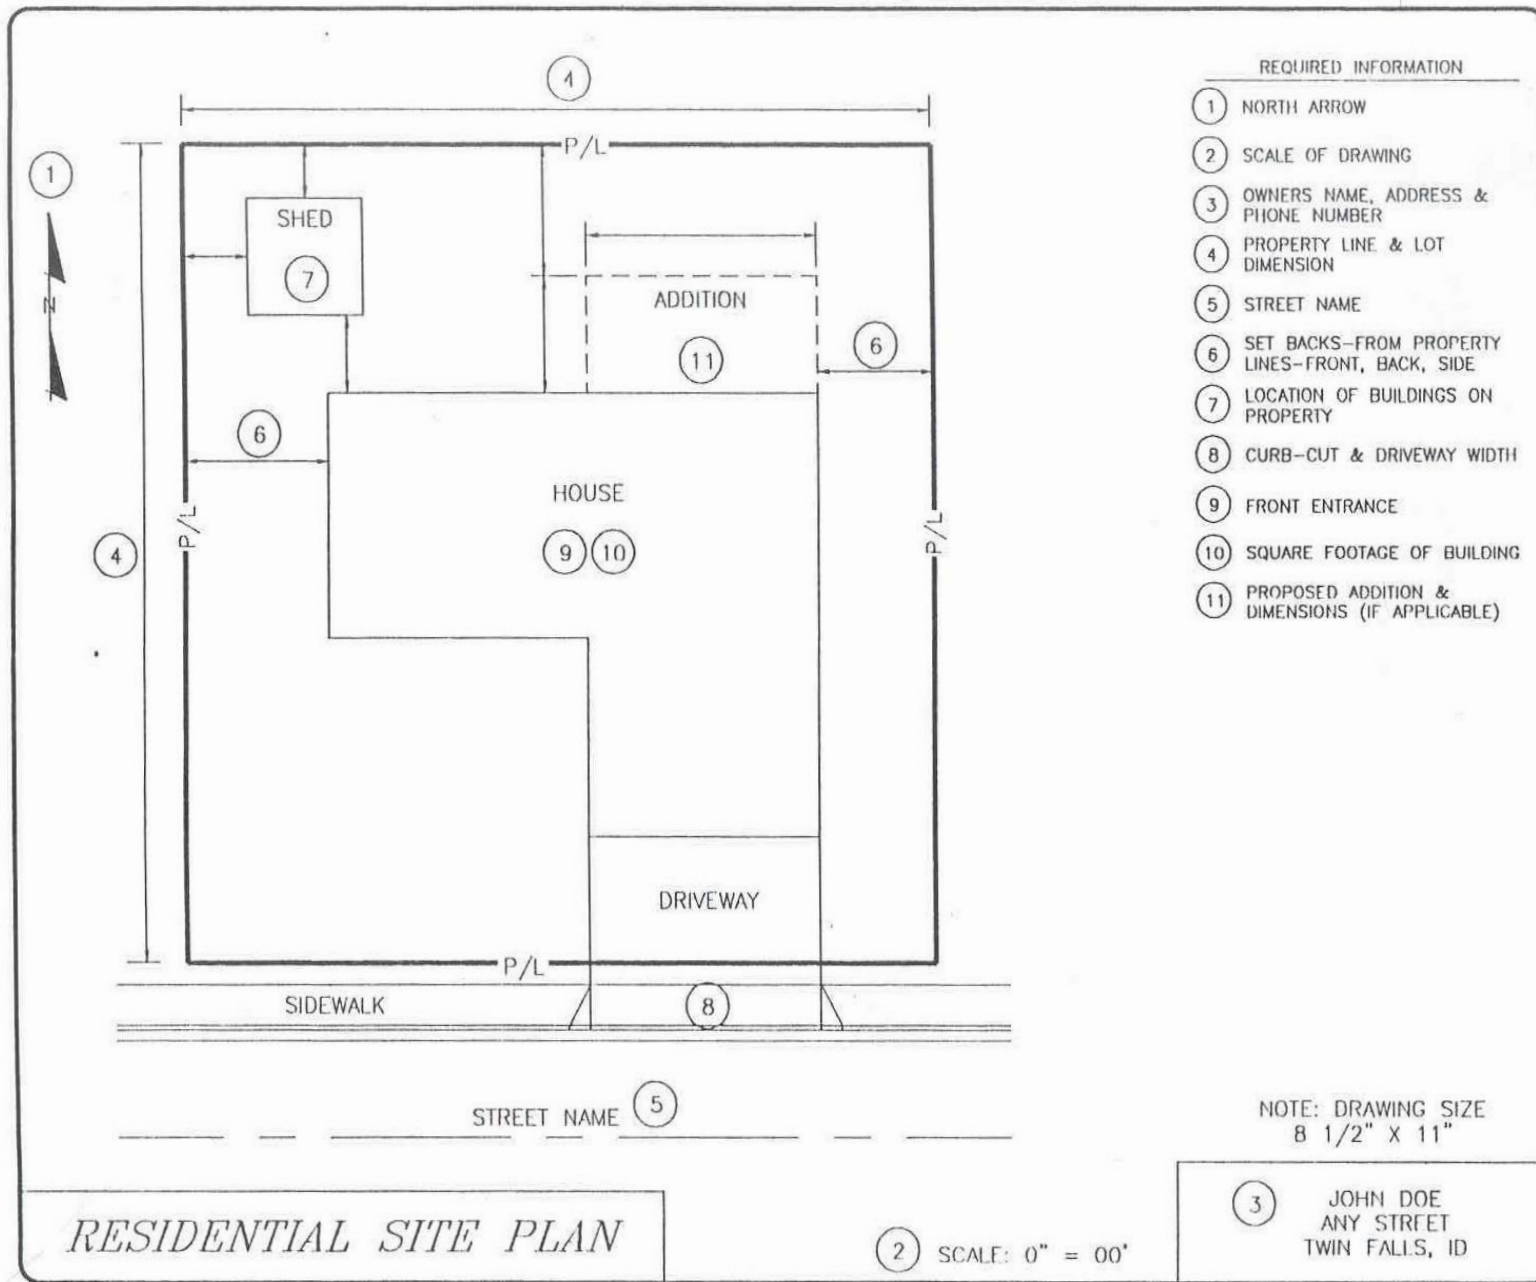 REQUIRED INFORMATION
1 NORTH ARROW
2 SCALE OF DRAWING
3 OWNERS NAME, ADDRESS &
PHONE NUMBER
4 PROPERTY LINE & LOT
DIMENSION
5 STREET NAME
6 SET BACKS-FROM PROPERTY
LINES-FRONT, BACK, SIDE
7 LOCATION OF BUILDINGS ON
PROPERTY
8 CURB-CUT & DRIVEWAY WIDTH
9 FRONT ENTRANCE
10 SQUARE FOOTAGE OF BUILDING
11 PROPOSED ADDITION &
DIMENSIONS (IF APPLICABLE)
4
P/L
1
N
SHED
7
ADDITION
11
6
6
HOUSE
9 10
P/L
P/L
4
DRIVEWAY
P/L
SIDEWALK
8
STREET NAME 5
NOTE: DRAWING SIZE
8 1/2" X 11"
RESIDENTIAL SITE PLAN
2 SCALE: 0" = 00'
3 JOHN DOE
ANY STREET
TWIN FALLS, ID